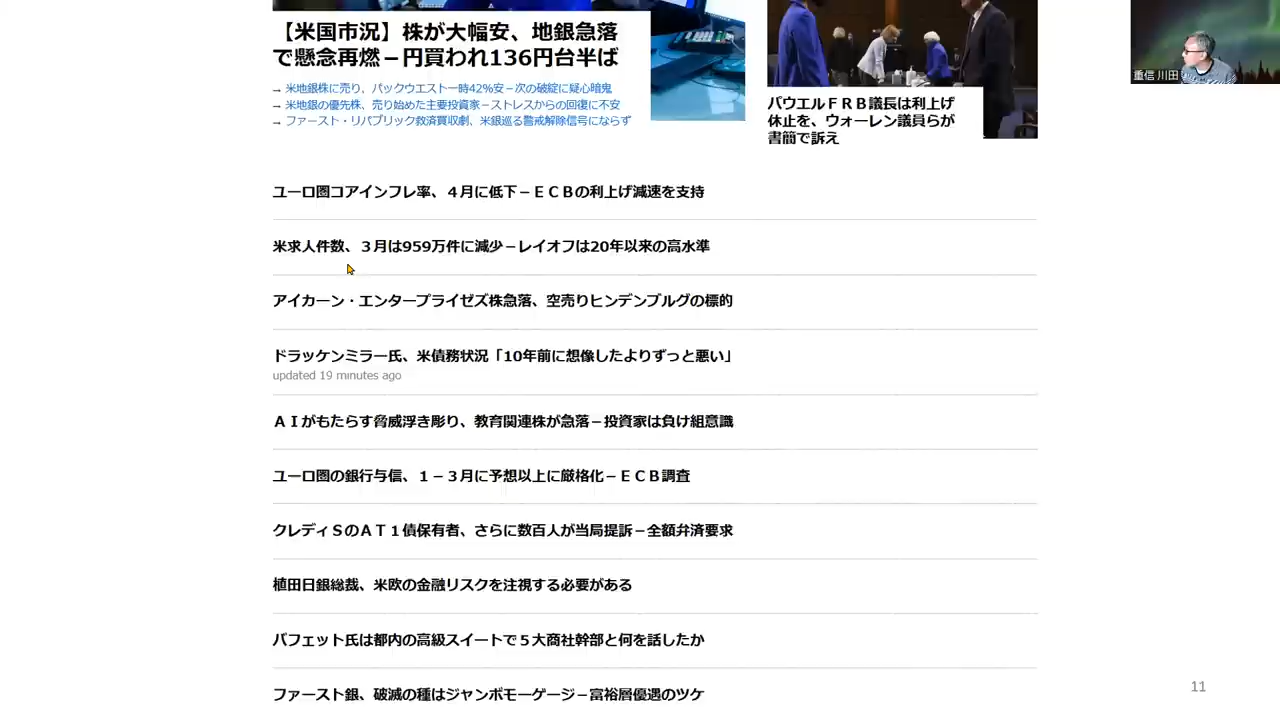 【米国市況】株が大幅安、地銀急落
で懸念再燃－円買われ136円台半ば
→ 米地銀株に売り、パックウエスト一時42%安－次の破綻に疑心暗鬼
→ 米地銀の優先株、売り始めた主要投資家－ストレスからの回復に不安
→ ファースト・リパブリック救済買収劇、米銀巡る警戒解除信号にならず
パウエルＦＲＢ議長は利上げ
休止を、ウォーレン議員らが
書簡で訴え
重信 川田
ユーロ圏コアインフレ率、４月に低下－ＥＣＢの利上げ減速を支持
米求人件数、３月は959万件に減少－レイオフは20年以来の高水準
アイカーン・エンタープライゼズ株急落、空売りヒンデンブルグの標的
ドラッケンミラー氏、米債務状況「10年前に想像したよりずっと悪い」
updated 19 minutes ago
ＡＩがもたらす脅威浮き彫り、教育関連株が急落－投資家は負け組意識
ユーロ圏の銀行与信、１－３月に予想以上に厳格化－ＥＣＢ調査
クレディＳのＡＴ１債保有者、さらに数百人が当局提訴－全額弁済要求
植田日銀総裁、米欧の金融リスクを注視する必要がある
バフェット氏は都内の高級スイートで５大商社幹部と何を話したか
ファースト銀、破滅の種はジャンボモーゲージ－富裕層優遇のツケ
11